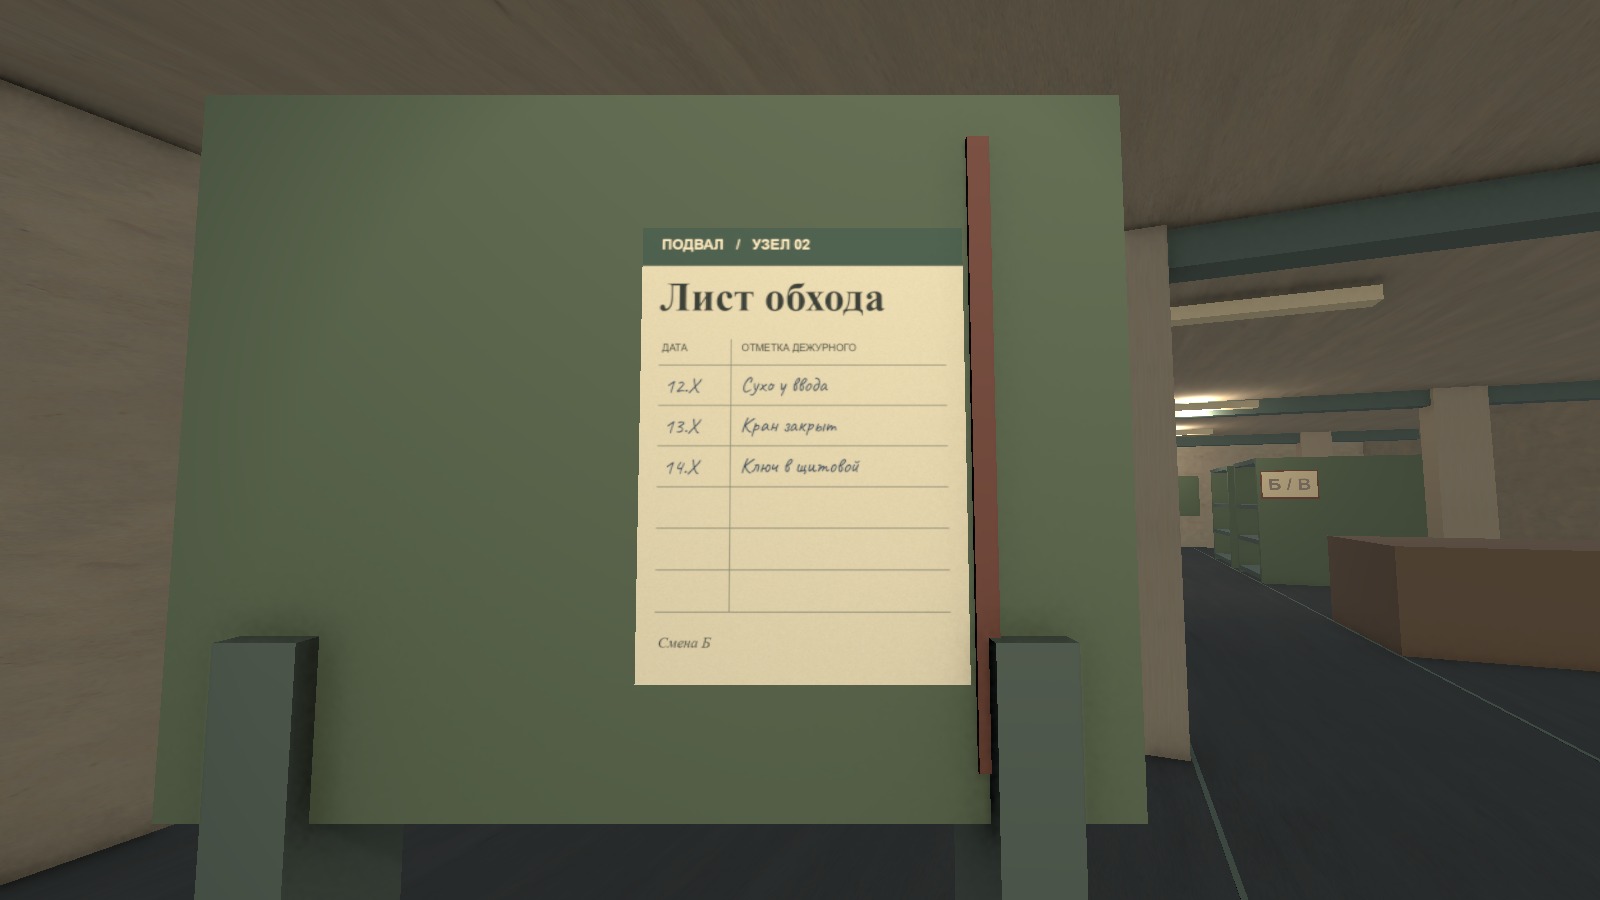 ПОДВАЛ / УЗЕЛ 02
Лист обхода
ДАТА ОТМЕТКА ДЕЖУРНОГО
12.X Сухо у ввода
13.X Кран закрыт
14.X Ключ в щитовой
Смена Б
Б / В